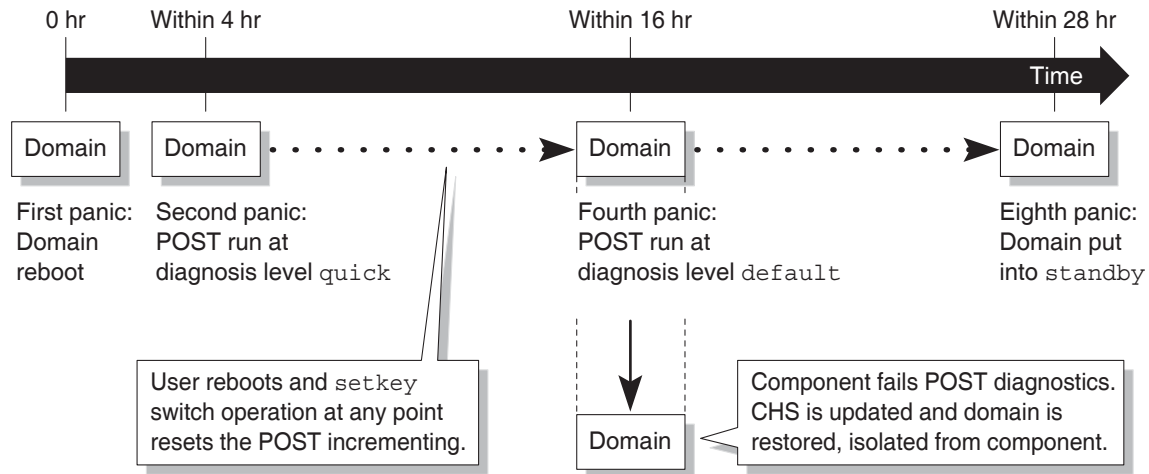 0 hr
Within 4 hr
Within 16 hr
Within 28 hr
Time
Domain
Domain
Domain
Domain
First panic:
Domain
reboot
Second panic:
POST run at
diagnosis level quick
Fourth panic:
POST run at
diagnosis level default
Eighth panic:
Domain put
into standby
User reboots and setkey
switch operation at any point
resets the POST incrementing.
Domain
Component fails POST diagnostics.
CHS is updated and domain is
restored, isolated from component.